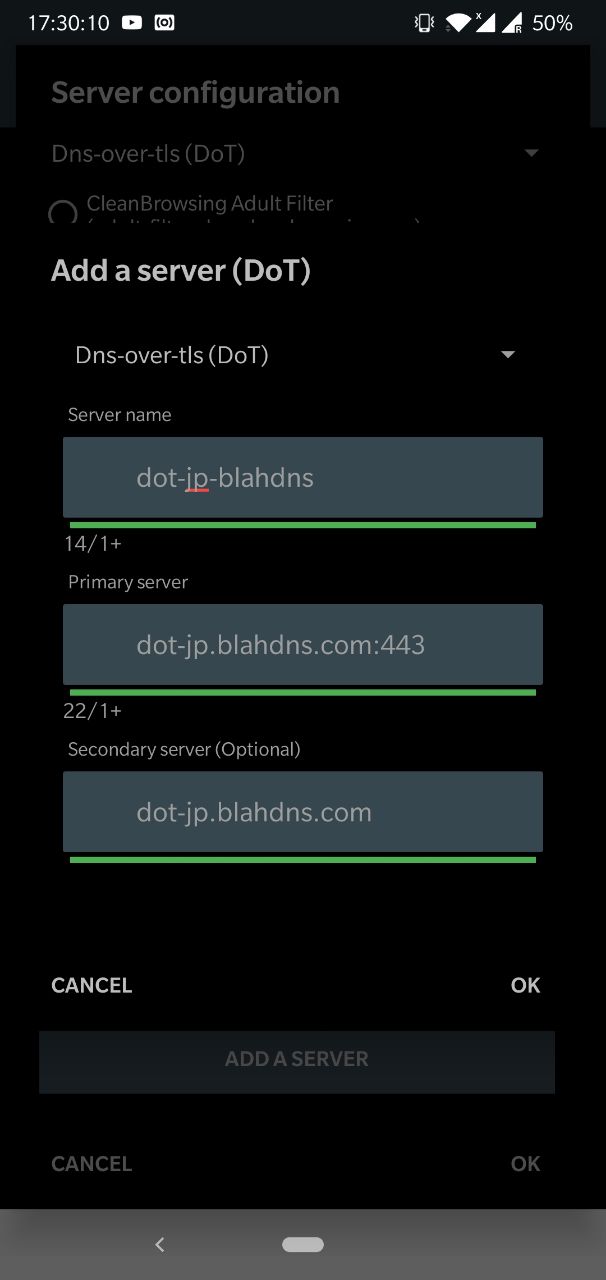 17:30:10 50%
Server configuration
Dns-over-tls (DoT)
CleanBrowsing Adult Filter
Add a server (DoT)
Dns-over-tls (DoT)
Server name
dot-jp-blahdns
14/1+
Primary server
dot-jp.blahdns.com:443
22/1+
Secondary server (Optional)
dot-jp.blahdns.com
CANCEL OK
ADD A SERVER
CANCEL OK